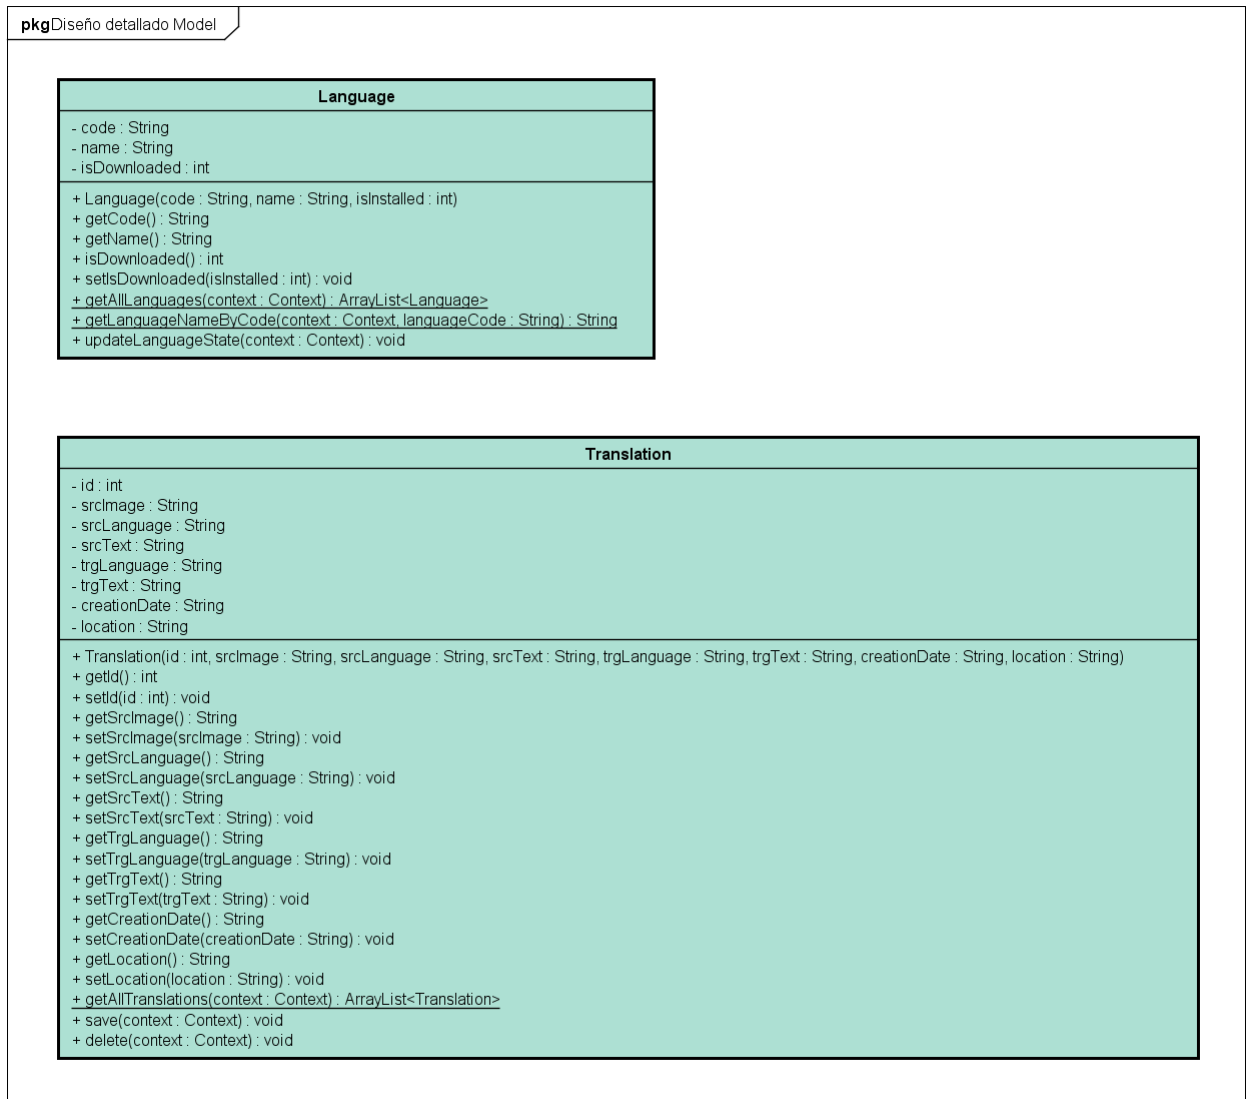 pkgDiseño detallado Model
Language
- code : String
- name : String
- isDownloaded : int
+ Language(code : String, name : String, isInstalled : int)
+ getCode() : String
+ getName() : String
+ isDownloaded() : int
+ setIsDownloaded(isInstalled : int) : void
+ getAllLanguages(context : Context) : ArrayList<Language>
+ getLanguageNameByCode(context : Context, languageCode : String) : String
+ updateLanguageState(context : Context) : void
Translation
- id : int
- srcImage : String
- srcLanguage : String
- srcText : String
- trgLanguage : String
- trgText : String
- creationDate : String
- location : String
+ Translation(id : int, srcImage : String, srcLanguage : String, srcText : String, trgLanguage : String, trgText : String, creationDate : String, location : String)
+ getId() : int
+ setId(id : int) : void
+ getSrcImage() : String
+ setSrcImage(srcImage : String) : void
+ getSrcLanguage() : String
+ setSrcLanguage(srcLanguage : String) : void
+ getSrcText() : String
+ setSrcText(srcText : String) : void
+ getTrgLanguage() : String
+ setTrgLanguage(trgLanguage : String) : void
+ getTrgText() : String
+ setTrgText(trgText : String) : void
+ getCreationDate() : String
+ setCreationDate(creationDate : String) : void
+ getLocation() : String
+ setLocation(location : String) : void
+ getAllTranslations(context : Context) : ArrayList<Translation>
+ save(context : Context) : void
+ delete(context : Context) : void